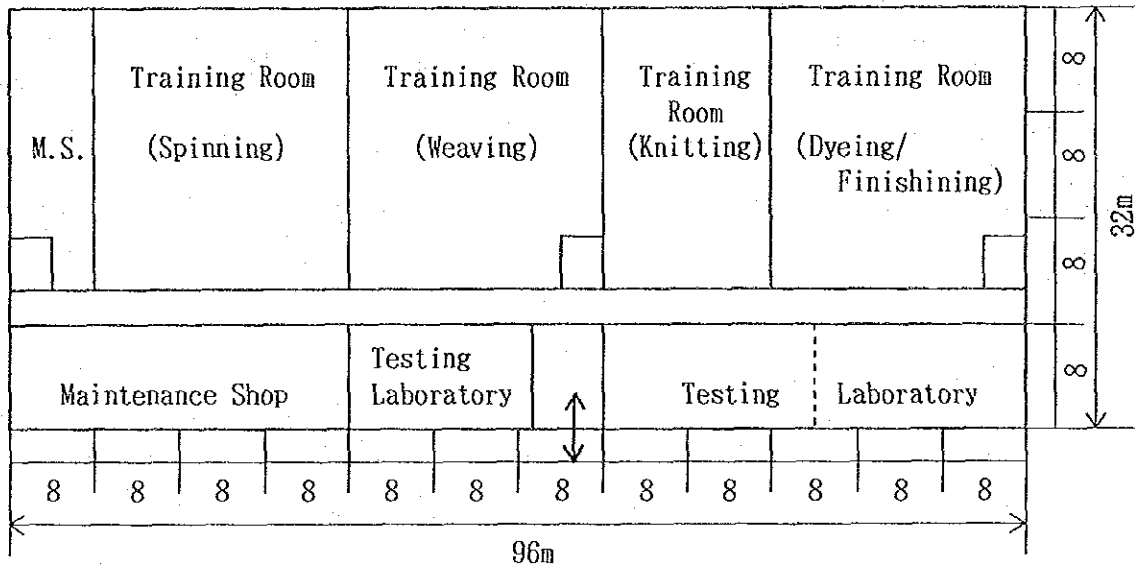 Training Room
(Spinning)
Training Room
(Weaving)
Training
Room
(Knitting)
Training Room
(Dyeing/
Finishining)
M.S.
8
8
8
8
32m
Maintenance Shop
Testing
Laboratory
Testing
Laboratory
8 8 8 8 8 8 8 8 8 8 8 8
96m